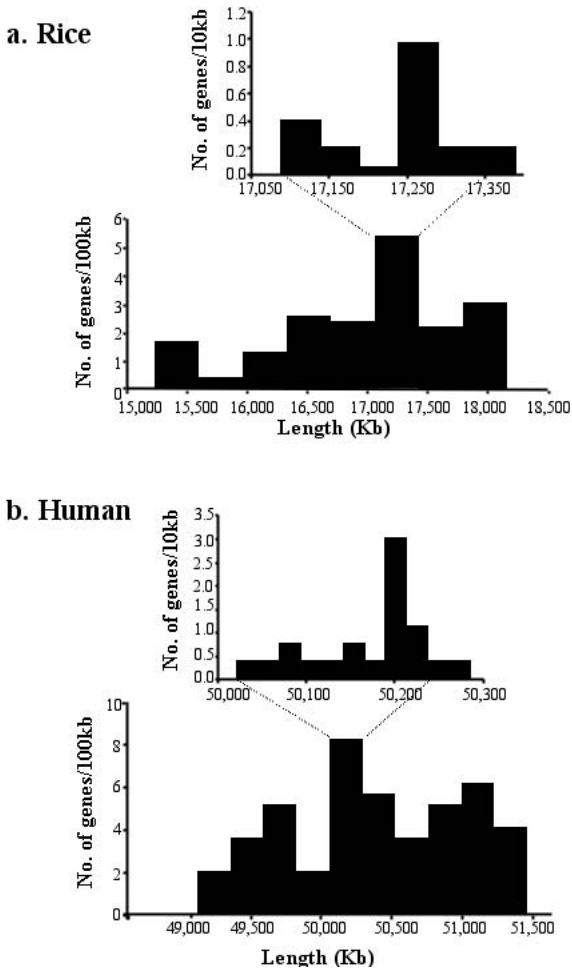 a. Rice
No. of genes/10kb
1.2
1.0
0.8
0.6
0.4
0.2
0.0
17,050 17,150 17,250 17,350
No. of genes/100kb
6
5
4
3
2
1
0
15,000 15,500 16,000 16,500 17,000 17,500 18,000 18,500
Length (Kb)
b. Human
No. of genes/10kb
3.5
3.0
2.5
2.0
1.5
1.0
0.5
0.0
50,000 50,100 50,200 50,300
No. of genes/100kb
10
8
6
4
2
0
49,000 49,500 50,000 50,500 51,000 51,500
Length (Kb)